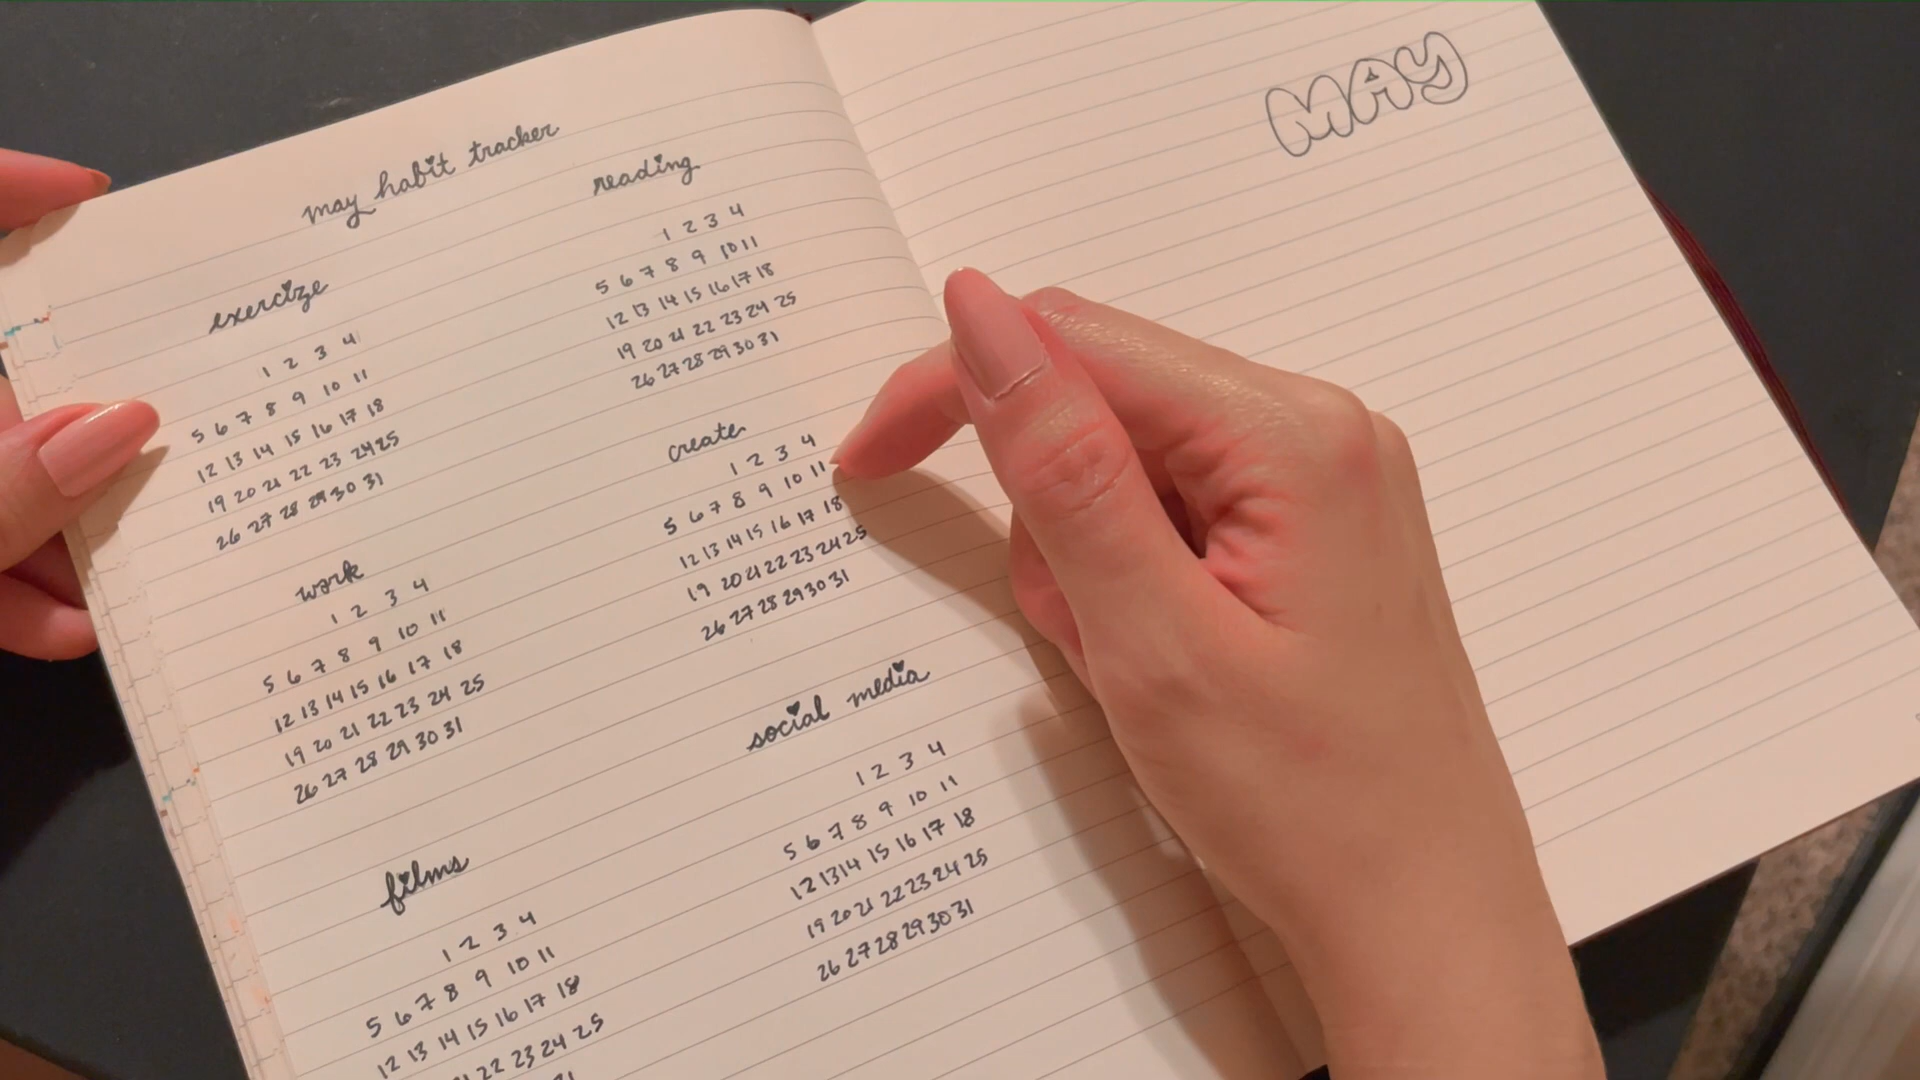 may habit tracker
exercize
1 2 3 4
5 6 7 8 9 10 11
12 13 14 15 16 17 18
19 20 21 22 23 24 25
26 27 28 29 30 31
work
1 2 3 4
5 6 7 8 9 10 11
12 13 14 15 16 17 18
19 20 21 22 23 24 25
26 27 28 29 30 31
films
1 2 3 4
5 6 7 8 9 10 11
12 13 14 15 16 17 18
21 22 23 24 25
31
reading
1 2 3 4
5 6 7 8 9 10 11
12 13 14 15 16 17 18
19 20 21 22 23 24 25
26 27 28 29 30 31
create
1 2 3 4
5 6 7 8 9 10 11
12 13 14 15 16 17 18
19 20 21 22 23 24 25
26 27 28 29 30 31
social media
1 2 3 4
5 6 7 8 9 10 11
12 13 14 15 16 17 18
19 20 21 22 23 24 25
26 27 28 29 30 31
MAY